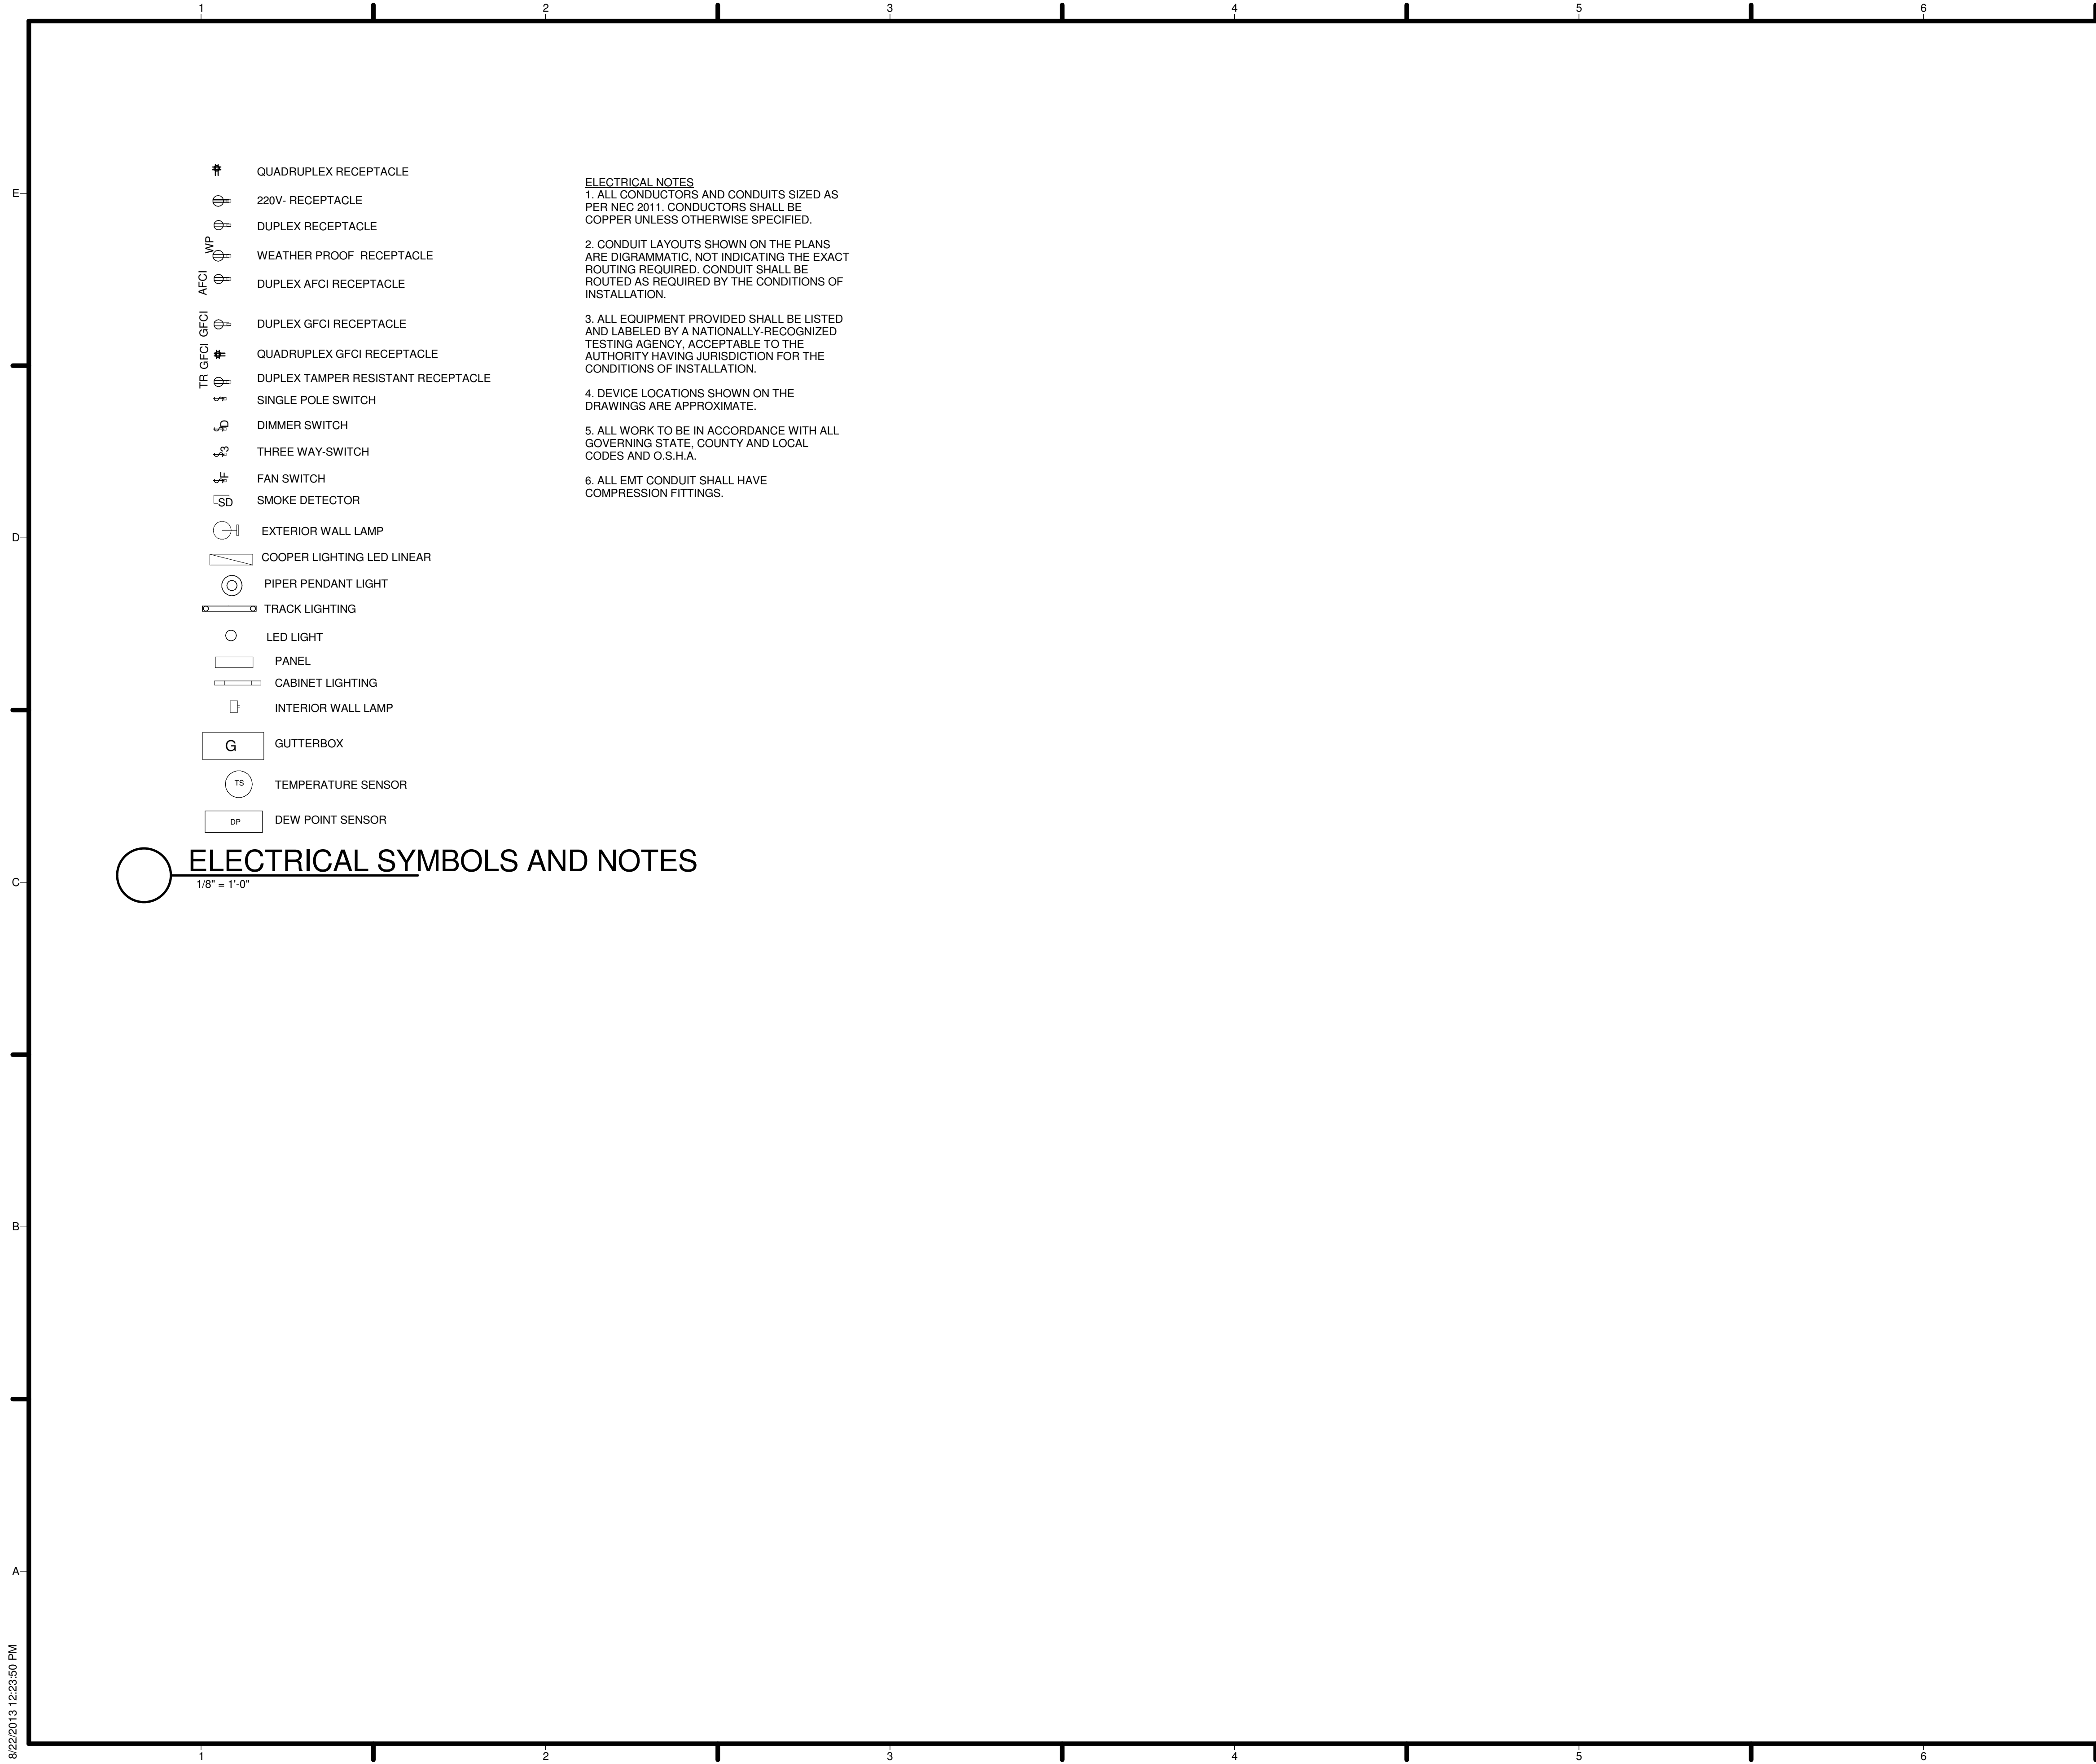 1 2 3 4 5 6
E
D
C
B
A
QUADRUPLEX RECEPTACLE
220V- RECEPTACLE
DUPLEX RECEPTACLE
WP
WEATHER PROOF RECEPTACLE
AFCI
DUPLEX AFCI RECEPTACLE
GFCI
DUPLEX GFCI RECEPTACLE
GFCI
QUADRUPLEX GFCI RECEPTACLE
TR
DUPLEX TAMPER RESISTANT RECEPTACLE
SINGLE POLE SWITCH
D
DIMMER SWITCH
3
THREE WAY-SWITCH
F
FAN SWITCH
SD
SMOKE DETECTOR
EXTERIOR WALL LAMP
COOPER LIGHTING LED LINEAR
PIPER PENDANT LIGHT
TRACK LIGHTING
LED LIGHT
PANEL
CABINET LIGHTING
INTERIOR WALL LAMP
G
GUTTERBOX
TS
TEMPERATURE SENSOR
DP
DEW POINT SENSOR
ELECTRICAL NOTES
1. ALL CONDUCTORS AND CONDUITS SIZED AS
PER NEC 2011. CONDUCTORS SHALL BE
COPPER UNLESS OTHERWISE SPECIFIED.
2. CONDUIT LAYOUTS SHOWN ON THE PLANS
ARE DIGRAMMATIC, NOT INDICATING THE EXACT
ROUTING REQUIRED. CONDUIT SHALL BE
ROUTED AS REQUIRED BY THE CONDITIONS OF
INSTALLATION.
3. ALL EQUIPMENT PROVIDED SHALL BE LISTED
AND LABELED BY A NATIONALLY-RECOGNIZED
TESTING AGENCY, ACCEPTABLE TO THE
AUTHORITY HAVING JURISDICTION FOR THE
CONDITIONS OF INSTALLATION.
4. DEVICE LOCATIONS SHOWN ON THE
DRAWINGS ARE APPROXIMATE.
5. ALL WORK TO BE IN ACCORDANCE WITH ALL
GOVERNING STATE, COUNTY AND LOCAL
CODES AND O.S.H.A.
6. ALL EMT CONDUIT SHALL HAVE
COMPRESSION FITTINGS.
ELECTRICAL SYMBOLS AND NOTES
1/8" = 1'-0"
8/22/2013 12:23:50 PM
1 2 3 4 5 6